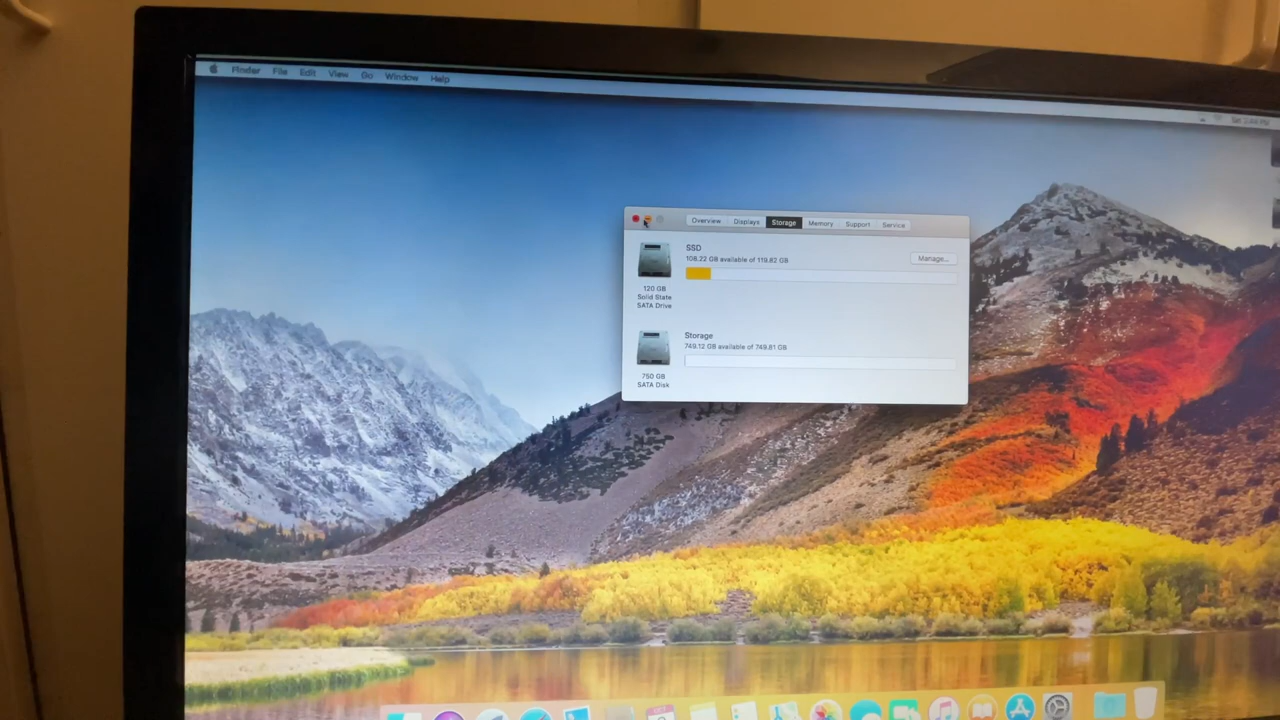 Finder File Edit View Go Window Help
Overview Displays Storage Memory Support Service
SSD
108.22 GB available of 119.82 GB
Manage...
120 GB
Solid State
SATA Drive
Storage
749.12 GB available of 749.81 GB
750 GB
SATA Disk